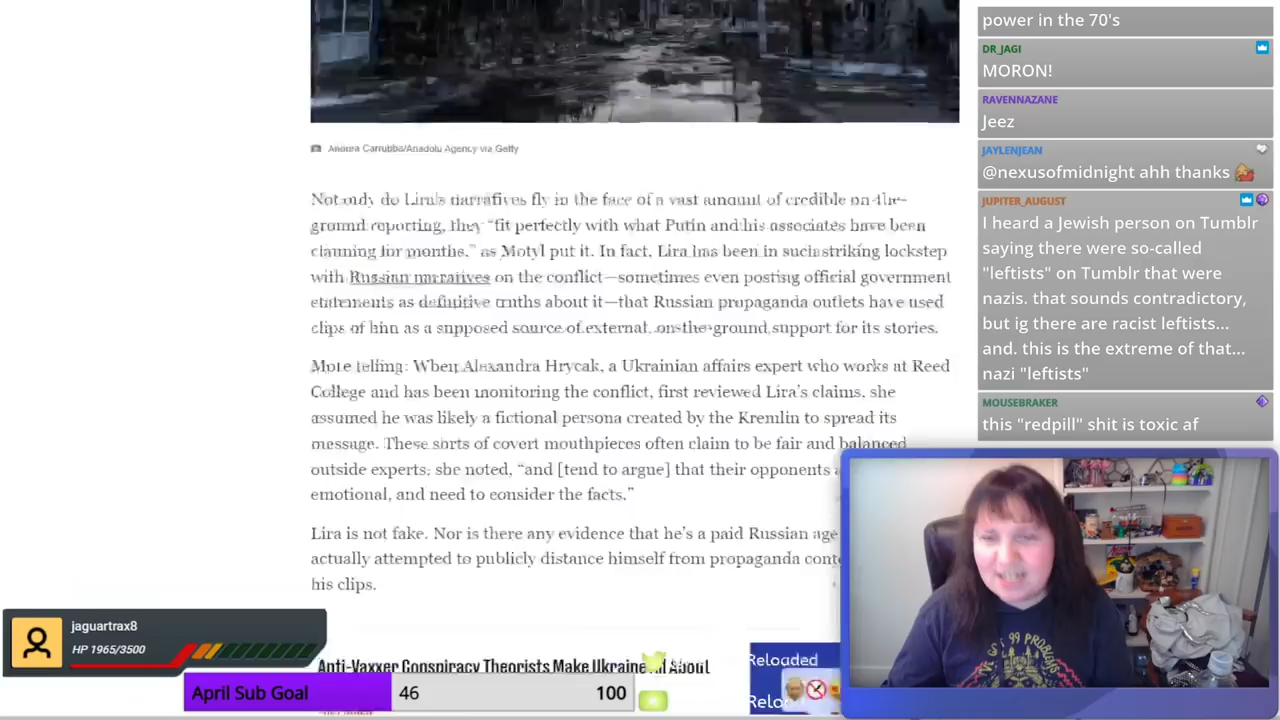 power in the 70's
DR_JAGI
MORON!
RAVENNAZANE
Jeez
JAYLENJEAN
@nexusofmidnight ahh thanks
JUPITER_AUGUST
I heard a Jewish person on Tumblr
saying there were so-called
"leftists" on Tumblr that were
nazis. that sounds contradictory,
but ig there are racist leftists...
and. this is the extreme of that...
nazi "leftists"
MOUSEBRAKER
this "redpill" shit is toxic af
Andrea Carrubba/Anadolu Agency via Getty
Not only do Lira's narratives fly in the face of a vast amount of credible on-the-
ground reporting, they "fit perfectly with what Putin and his associates have been
claiming for months," as Motyl put it. In fact, Lira has been in such striking lockstep
with Russian narratives on the conflict—sometimes even posting official government
statements as definitive truths about it—that Russian propaganda outlets have used
clips of him as a supposed source of external, on-the-ground support for its stories.
More telling: When Alexandra Hrycak, a Ukrainian affairs expert who works at Reed
College and has been monitoring the conflict, first reviewed Lira's claims, she
assumed he was likely a fictional persona created by the Kremlin to spread its
message. These sorts of covert mouthpieces often claim to be fair and balanced
outside experts, she noted, "and [tend to argue] that their opponents
emotional, and need to consider the facts."
Lira is not fake. Nor is there any evidence that he's a paid Russian
actually attempted to publicly distance himself from propaganda
his clips.
Anti-Vaxxer Conspiracy Theorists Make Ukraine All About
jaguartrax8
HP 1965/3500
April Sub Goal 46 100
Reloaded